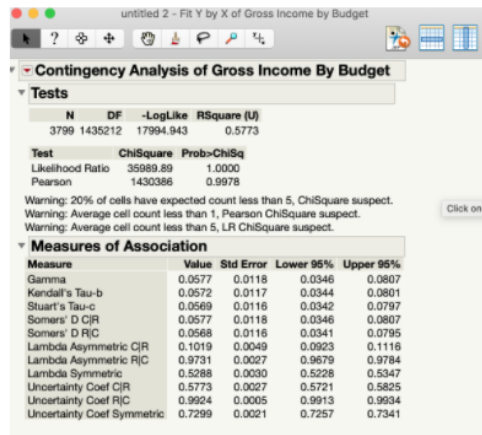 untitled 2 - Fit Y by X of Gross Income by Budget
?
Contingency Analysis of Gross Income By Budget
Tests
N DF -LogLike RSquare (U)
3799 1435212 17994.943 0.5773
Test ChiSquare Prob>ChiSq
Likelihood Ratio 35989.89 1.0000
Pearson 1430386 0.9978
Warning: 20% of cells have expected count less than 5, ChiSquare suspect.
Warning: Average cell count less than 1, Pearson ChiSquare suspect.
Warning: Average cell count less than 5, LR ChiSquare suspect.
Click on
Measures of Association
Measure Value Std Error Lower 95% Upper 95%
Gamma 0.0577 0.0118 0.0346 0.0807
Kendall's Tau-b 0.0572 0.0117 0.0344 0.0801
Stuart's Tau-c 0.0569 0.0116 0.0342 0.0797
Somers' D C|R 0.0577 0.0118 0.0346 0.0807
Somers' D R|C 0.0568 0.0116 0.0341 0.0795
Lambda Asymmetric C|R 0.1019 0.0049 0.0923 0.1116
Lambda Asymmetric R|C 0.9731 0.0027 0.9679 0.9784
Lambda Symmetric 0.5288 0.0030 0.5228 0.5347
Uncertainty Coef C|R 0.5773 0.0027 0.5721 0.5825
Uncertainty Coef R|C 0.9924 0.0005 0.9913 0.9934
Uncertainty Coef Symmetric 0.7299 0.0021 0.7257 0.7341